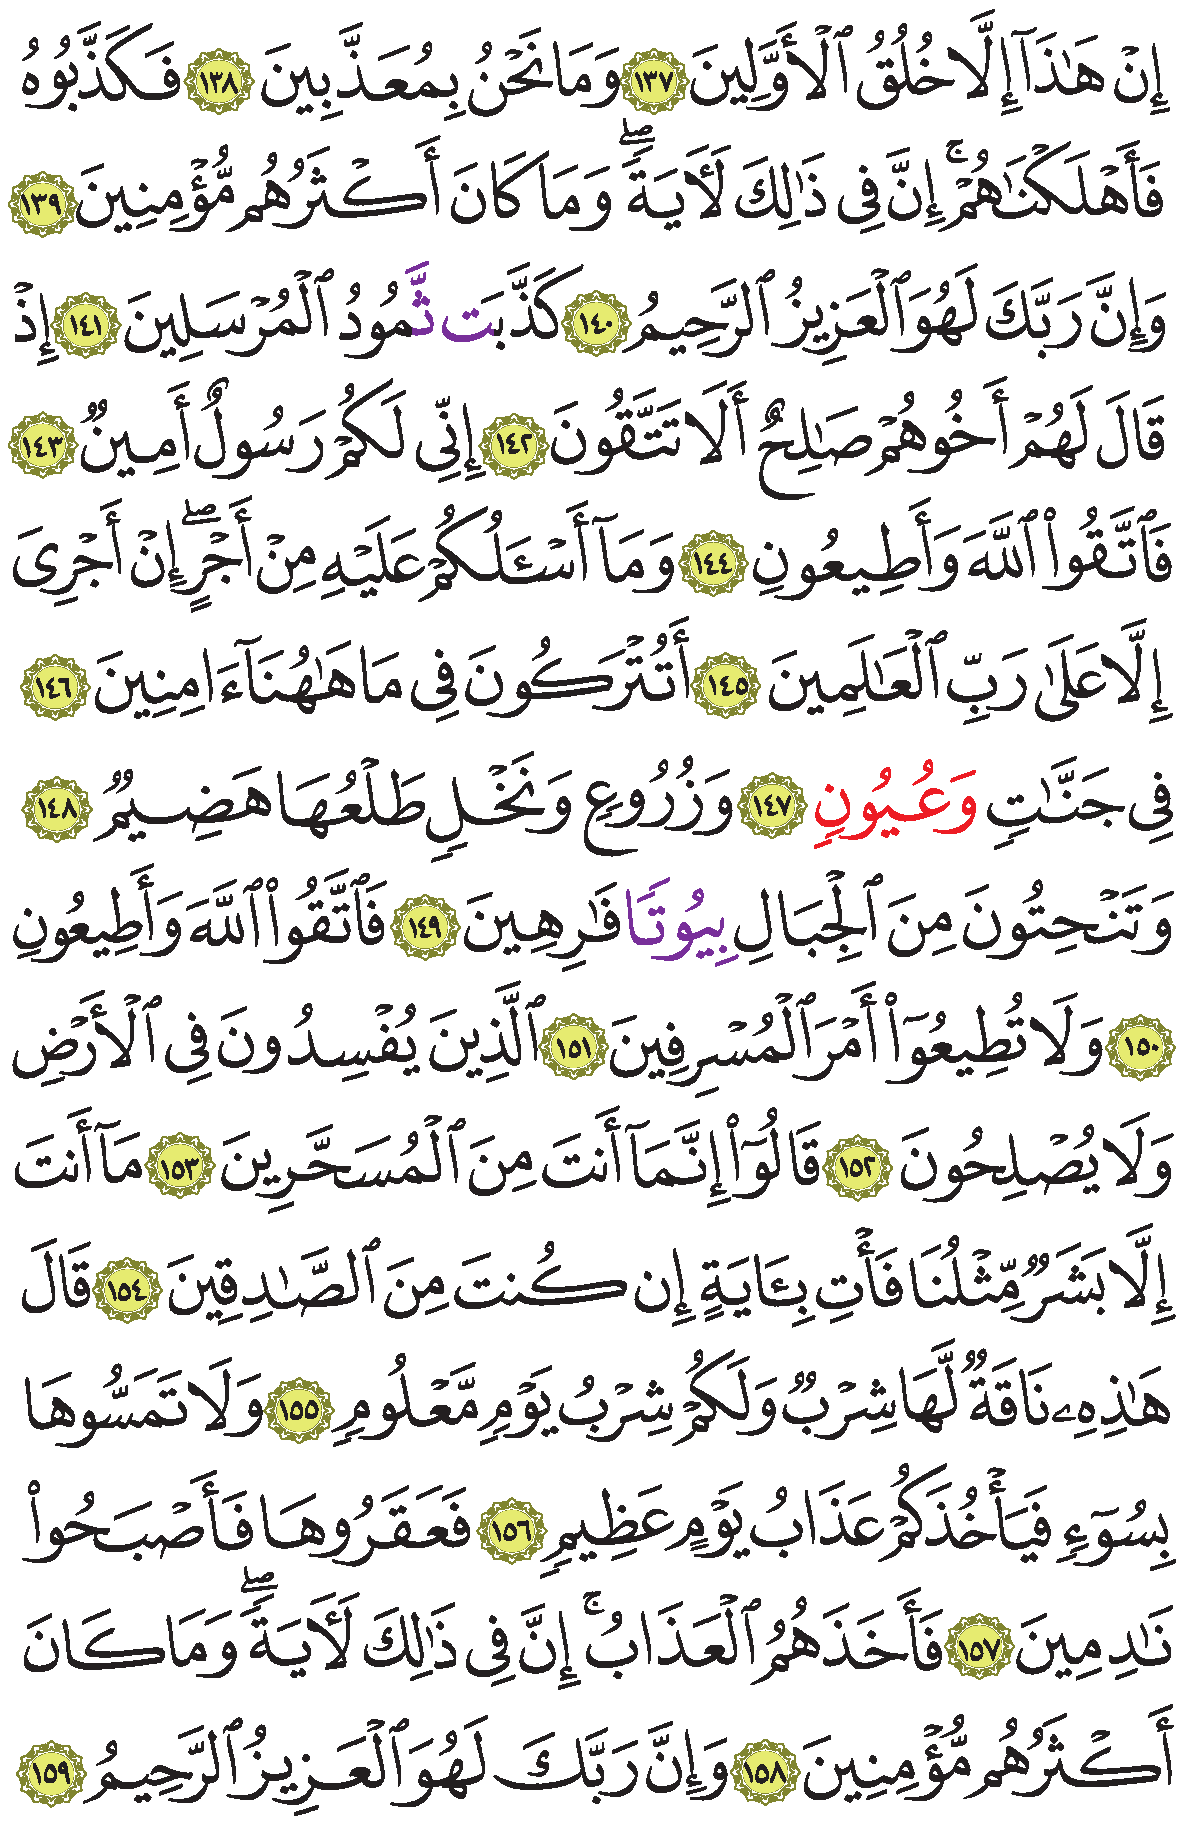 إِنْ هَٰذَآ إِلَّا خُلُقُ ٱلْأَوَّلِينَ ١٣٧ وَمَا نَحْنُ بِمُعَذَّبِينَ ١٣٨ فَكَذَّبُوهُ
فَأَهْلَكْنَٰهُمْ ۗ إِنَّ فِى ذَٰلِكَ لَـَٔايَةً ۖ وَمَا كَانَ أَكْثَرُهُم مُّؤْمِنِينَ ١٣٩
وَإِنَّ رَبَّكَ لَهُوَ ٱلْعَزِيزُ ٱلرَّحِيمُ ١٤٠ كَذَّبَت ثَّمُودُ ٱلْمُرْسَلِينَ ١٤١ إِذْ
قَالَ لَهُمْ أَخُوهُمْ صَٰلِحٌ أَلَا تَتَّقُونَ ١٤٢ إِنِّى لَكُمْ رَسُولٌ أَمِينٌ ١٤٣
فَٱتَّقُوا۟ ٱللَّهَ وَأَطِيعُونِ ١٤٤ وَمَآ أَسْـَٔلُكُمْ عَلَيْهِ مِنْ أَجْرٍ ۖ إِنْ أَجْرِىَ
إِلَّا عَلَىٰ رَبِّ ٱلْعَٰلَمِينَ ١٤٥ أَتُتْرَكُونَ فِى مَا هَٰهُنَآ ءَامِنِينَ ١٤٦
فِى جَنَّٰتٍ وَعُيُونٍ ١٤٧ وَزُرُوعٍ وَنَخْلٍ طَلْعُهَا هَضِيمٌ ١٤٨
وَتَنْحِتُونَ مِنَ ٱلْجِبَالِ بِيُوتًا فَٰرِهِينَ ١٤٩ فَٱتَّقُوا۟ ٱللَّهَ وَأَطِيعُونِ
١٥٠ وَلَا تُطِيعُوٓا۟ أَمْرَ ٱلْمُسْرِفِينَ ١٥١ ٱلَّذِينَ يُفْسِدُونَ فِى ٱلْأَرْضِ
وَلَا يُصْلِحُونَ ١٥٢ قَالُوٓا۟ إِنَّمَآ أَنتَ مِنَ ٱلْمُسَحَّرِينَ ١٥٣ مَآ أَنتَ
إِلَّا بَشَرٌ مِّثْلُنَا فَأْتِ بِـَٔايَةٍ إِن كُنتَ مِنَ ٱلصَّٰدِقِينَ ١٥٤ قَالَ
هَٰذِهِۦ نَاقَةٌ لَّهَا شِرْبٌ وَلَكُمْ شِرْبُ يَوْمٍ مَّعْلُومٍ ١٥٥ وَلَا تَمَسُّوهَا
بِسُوٓءٍ فَيَأْخُذَكُمْ عَذَابُ يَوْمٍ عَظِيمٍ ١٥٦ فَعَقَرُوهَا فَأَصْبَحُوا۟
نَٰدِمِينَ ١٥٧ فَأَخَذَهُمُ ٱلْعَذَابُ ۗ إِنَّ فِى ذَٰلِكَ لَـَٔايَةً ۖ وَمَا كَانَ
أَكْثَرُهُم مُّؤْمِنِينَ ١٥٨ وَإِنَّ رَبَّكَ لَهُوَ ٱلْعَزِيزُ ٱلرَّحِيمُ ١٥٩